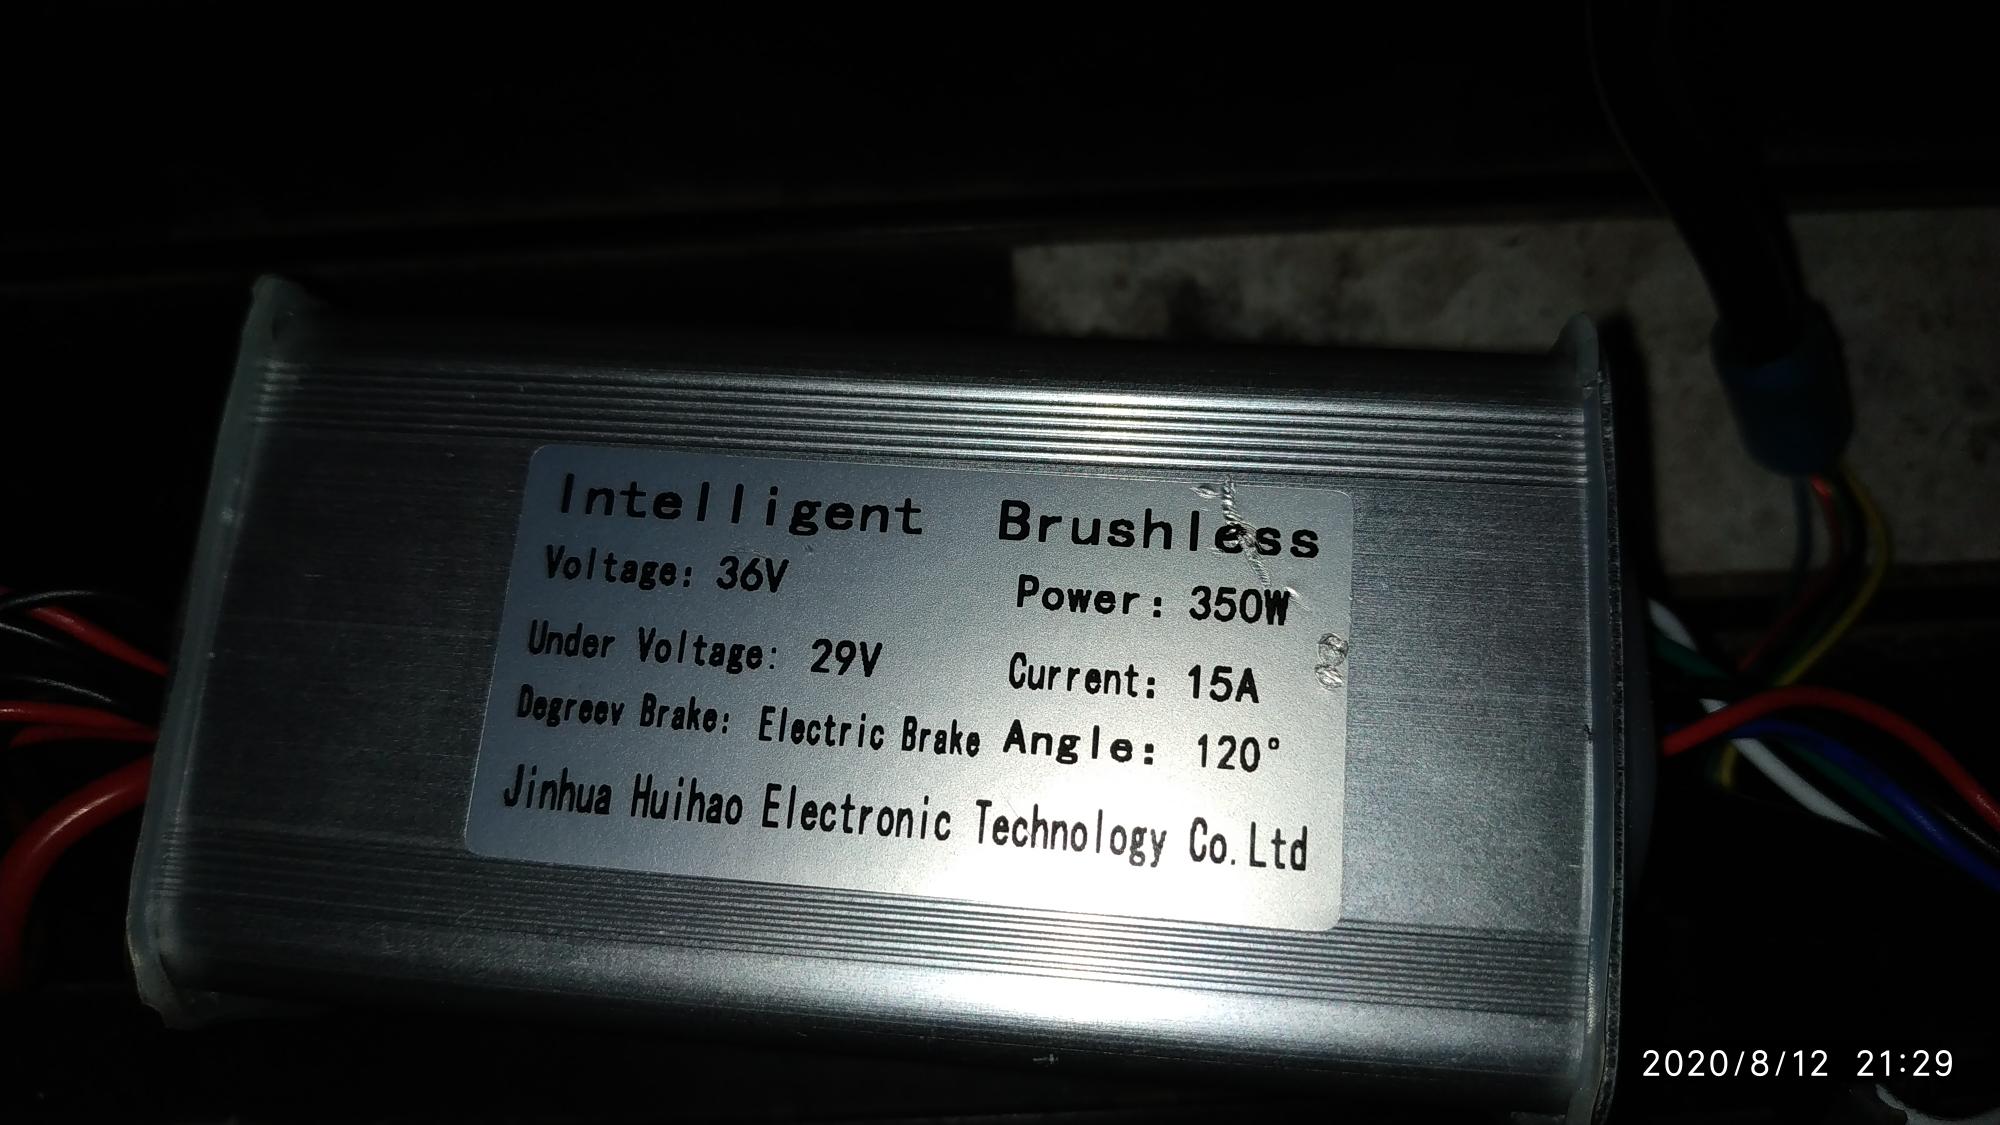 Intelligent Brushless
Voltage: 36V Power: 350W
Under Voltage: 29V Current: 15A
Degreev Brake: Electric Brake Angle: 120°
Jinhua Huihao Electronic Technology Co.Ltd
2020/8/12 21:29